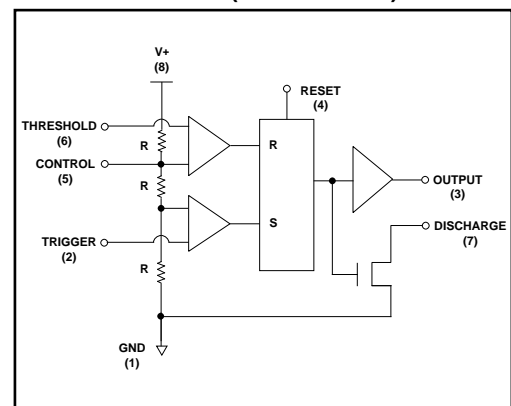 V+
(8)
RESET
(4)
THRESHOLD
(6)
R
R
CONTROL
(5)
R
OUTPUT
(3)
DISCHARGE
(7)
S
TRIGGER
(2)
R
GND
(1)